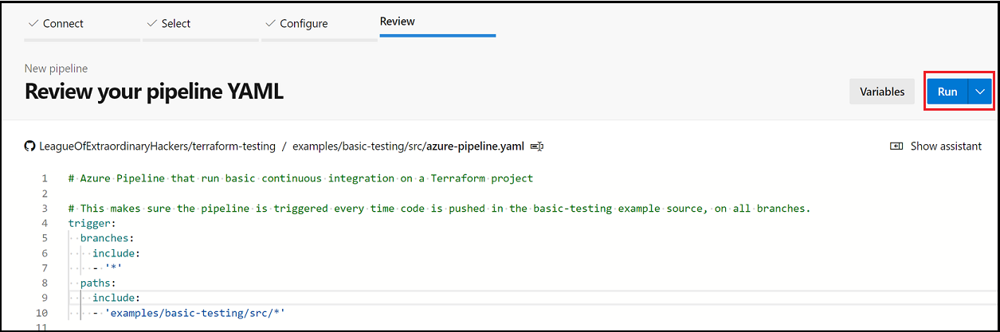 Connect Select Configure Review
New pipeline
Review your pipeline YAML
Variables Run
LeagueOfExtraordinaryHackers/terraform-testing / examples/basic-testing/src/azure-pipeline.yaml Show assistant
1 # Azure Pipeline that run basic continuous integration on a Terraform project
2
3 # This makes sure the pipeline is triggered every time code is pushed in the basic-testing example source, on all branches.
4 trigger:
5   branches:
6     include:
7     - '*'
8   paths:
9     include:
10     - 'examples/basic-testing/src/*'
11